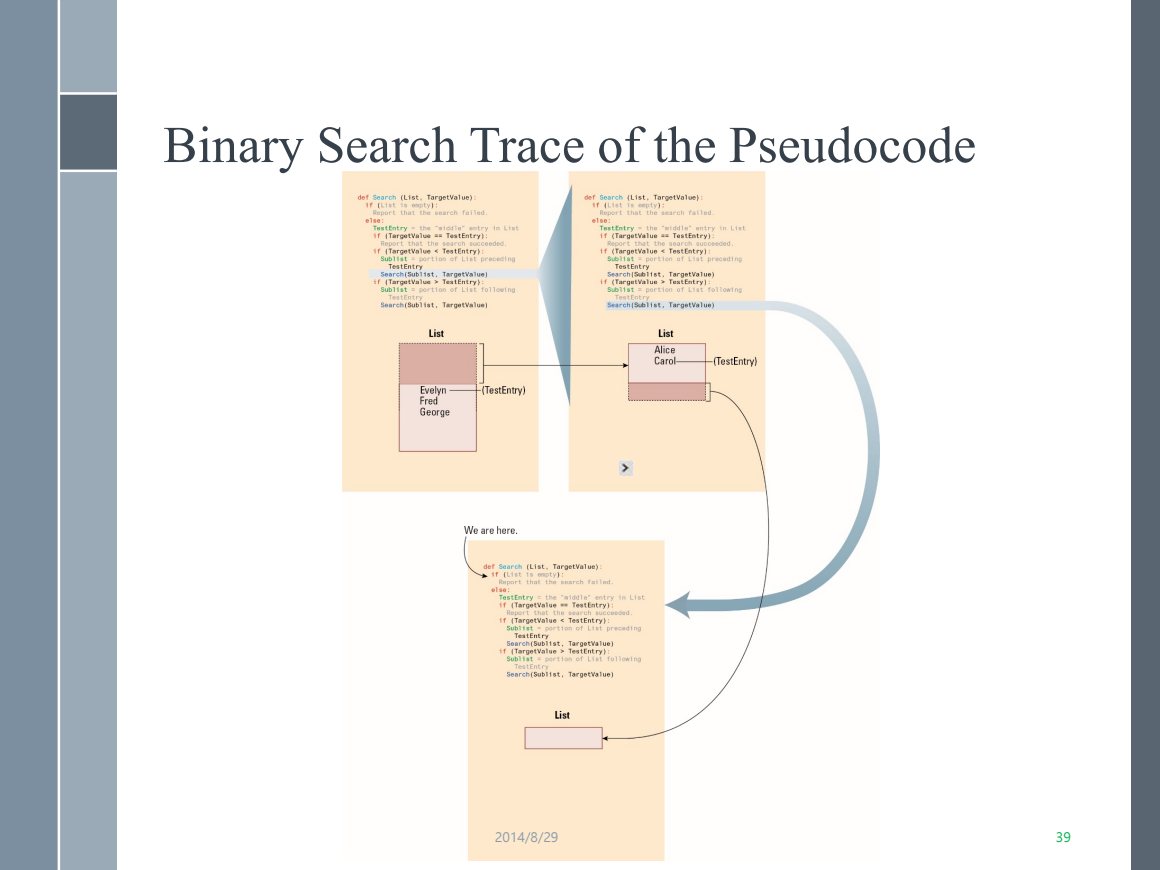 Binary Search Trace of the Pseudocode
def Search (List, TargetValue):
if (List is empty):
Report that the search failed.
else:
TestEntry = the "middle" entry in List
if (TargetValue == TestEntry):
Report that the search succeeded.
if (TargetValue < TestEntry):
Sublist = portion of List preceding
TestEntry
Search(Sublist, TargetValue)
if (TargetValue > TestEntry):
Sublist = portion of List following
TestEntry
Search(Sublist, TargetValue)
List
Evelyn
(TestEntry)
Fred
George
def Search (List, TargetValue):
if (List is empty):
Report that the search failed.
else:
TestEntry = the "middle" entry in List
if (TargetValue == TestEntry):
Report that the search succeeded.
if (TargetValue < TestEntry):
Sublist = portion of List preceding
TestEntry
Search(Sublist, TargetValue)
if (TargetValue > TestEntry):
Sublist = portion of List following
TestEntry
Search(Sublist, TargetValue)
List
Alice
Carol
(TestEntry)
We are here.
def Search (List, TargetValue):
if (List is empty):
Report that the search failed.
else:
TestEntry = the "middle" entry in List
if (TargetValue == TestEntry):
Report that the search succeeded.
if (TargetValue < TestEntry):
Sublist = portion of List preceding
TestEntry
Search(Sublist, TargetValue)
if (TargetValue > TestEntry):
Sublist = portion of List following
TestEntry
Search(Sublist, TargetValue)
List
2014/8/29
39